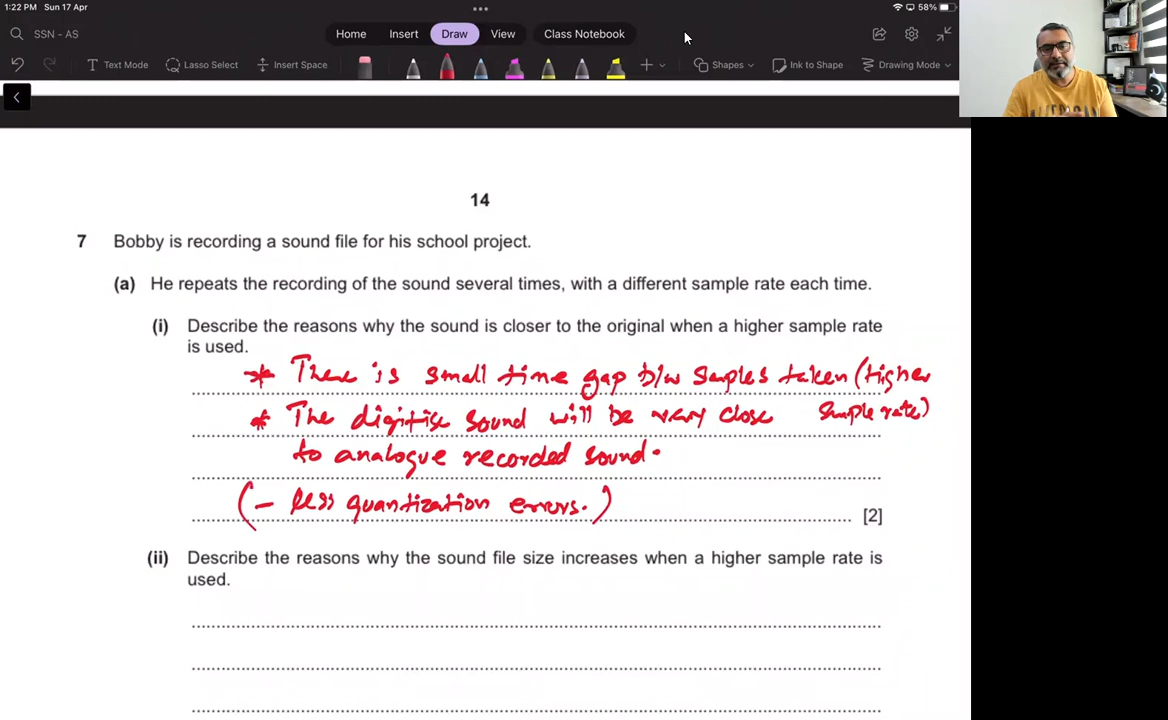 1:22 PM Sun 17 Apr
58%
SSN - AS
Home Insert Draw View Class Notebook
Text Mode Lasso Select Insert Space Shapes Ink to Shape Drawing Mode
14
7 Bobby is recording a sound file for his school project.
(a) He repeats the recording of the sound several times, with a different sample rate each time.
(i) Describe the reasons why the sound is closer to the original when a higher sample rate
is used.
* There is small time gap b/w samples taken (higher
sample rate)
* The digitise sound will be very close
to analogue recorded sound.
(- less quantization errors.)
[2]
(ii) Describe the reasons why the sound file size increases when a higher sample rate is
used.